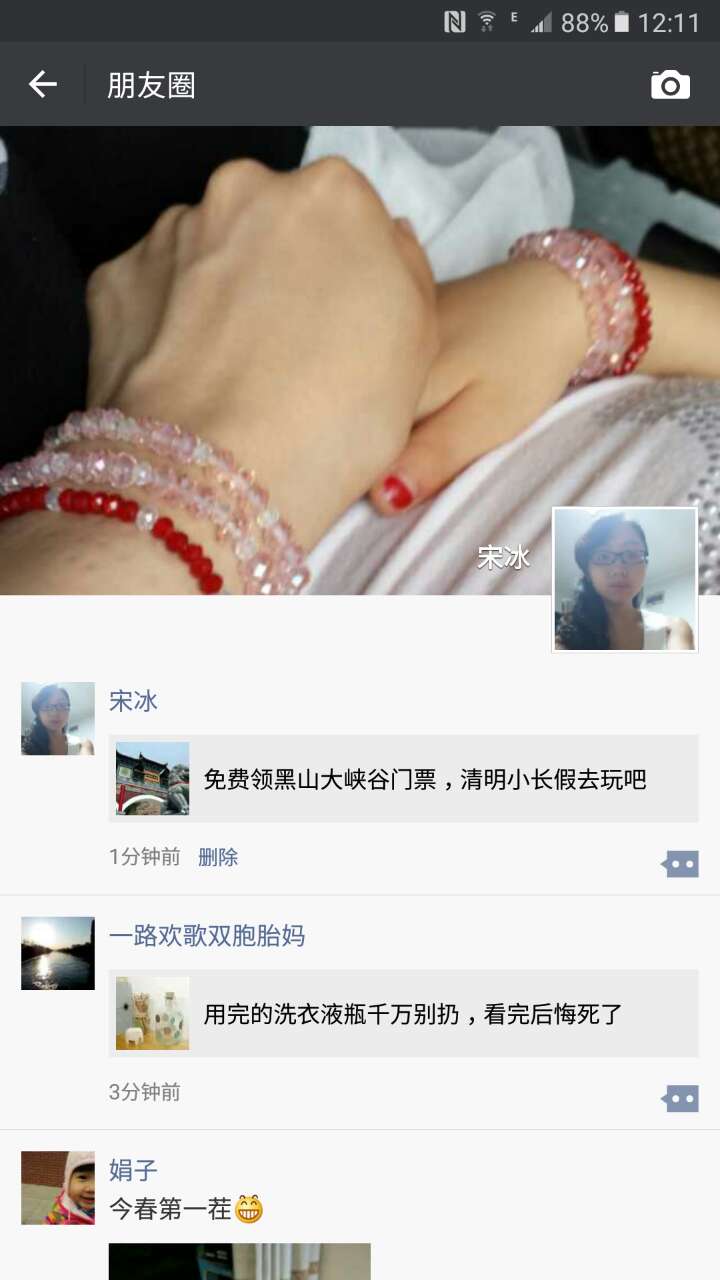 E 88% 12:11
朋友圈
宋冰
宋冰
免费领黑山大峡谷门票，清明小长假去玩吧
1分钟前 删除
一路欢歌双胞胎妈
用完的洗衣液瓶千万别扔，看完后悔死了
3分钟前
娟子
今春第一茬😁